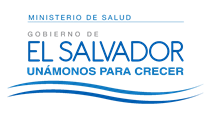 MINISTERIO DE SALUD
GOBIERNO DE
EL SALVADOR
UNÁMONOS PARA CRECER